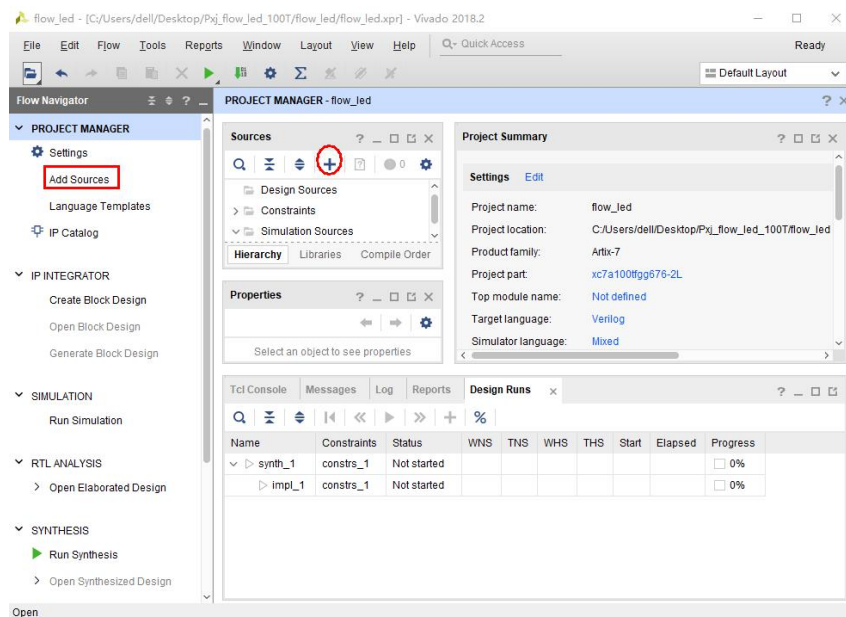 flow_led - [C:/Users/dell/Desktop/Pxj_flow_led_100T/flow_led/flow_led.xpr] - Vivado 2018.2
File Edit Flow Tools Reports Window Layout View Help Q- Quick Access Ready
Default Layout
Flow Navigator
PROJECT MANAGER - flow_led
PROJECT MANAGER
Settings
Add Sources
Language Templates
IP Catalog
IP INTEGRATOR
Create Block Design
Open Block Design
Generate Block Design
SIMULATION
Run Simulation
RTL ANALYSIS
Open Elaborated Design
SYNTHESIS
Run Synthesis
Open Synthesized Design
Sources
0
Design Sources
Constraints
Simulation Sources
Hierarchy Libraries Compile Order
Properties
Select an object to see properties
Project Summary
Settings Edit
Project name: flow_led
Project location: C:/Users/dell/Desktop/Pxj_flow_led_100T/flow_led
Product family: Artix-7
Project part: xc7a100tfgg676-2L
Top module name: Not defined
Target language: Verilog
Simulator language: Mixed
Tcl Console Messages Log Reports Design Runs
Name Constraints Status WNS TNS WHS THS Start Elapsed Progress
synth_1 constrs_1 Not started 0%
impl_1 constrs_1 Not started 0%
Open